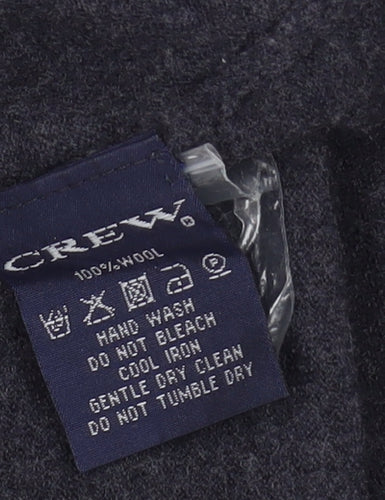 CREW
100% WOOL
HAND WASH
DO NOT BLEACH
COOL IRON
GENTLE DRY CLEAN
DO NOT TUMBLE DRY